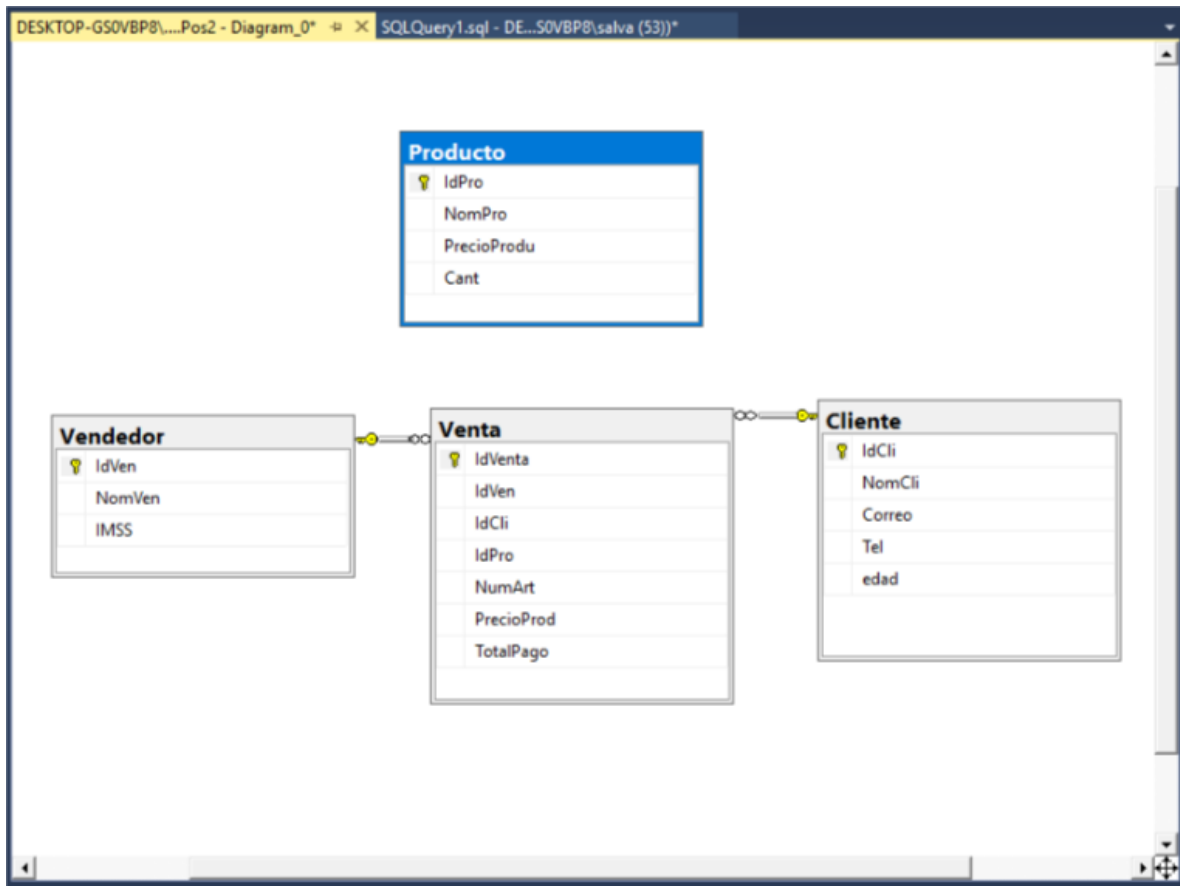 DESKTOP-GS0VBP8\....Pos2 - Diagram_0*
SQLQuery1.sql - DE...S0VBP8\salva (53))*
Producto
IdPro
NomPro
PrecioProdu
Cant
Vendedor
IdVen
NomVen
IMSS
Venta
IdVenta
IdVen
IdCli
IdPro
NumArt
PrecioProd
TotalPago
Cliente
IdCli
NomCli
Correo
Tel
edad